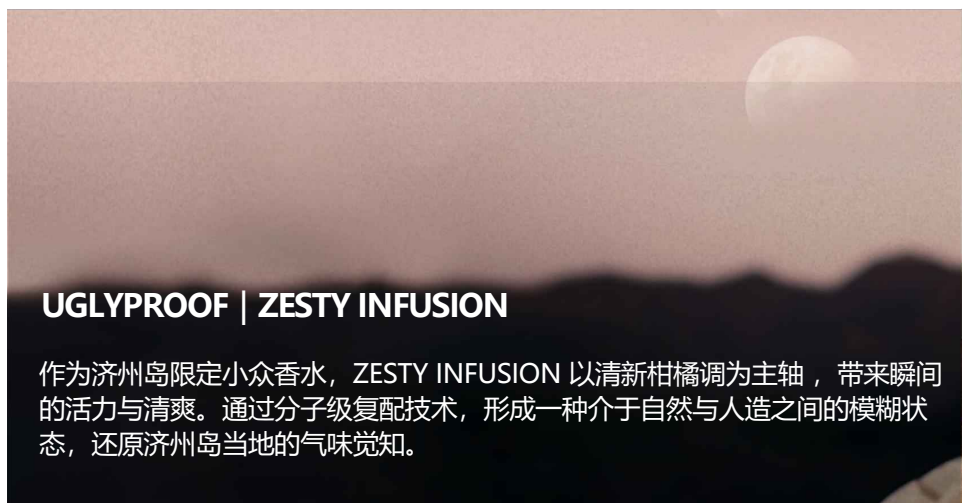 UGLYPROOF | ZESTY INFUSION
作为济州岛限定小众香水，ZESTY INFUSION 以清新柑橘调为主轴 ，带来瞬间
的活力与清爽。通过分子级复配技术，形成一种介于自然与人造之间的模糊状
态，还原济州岛当地的气味觉知。